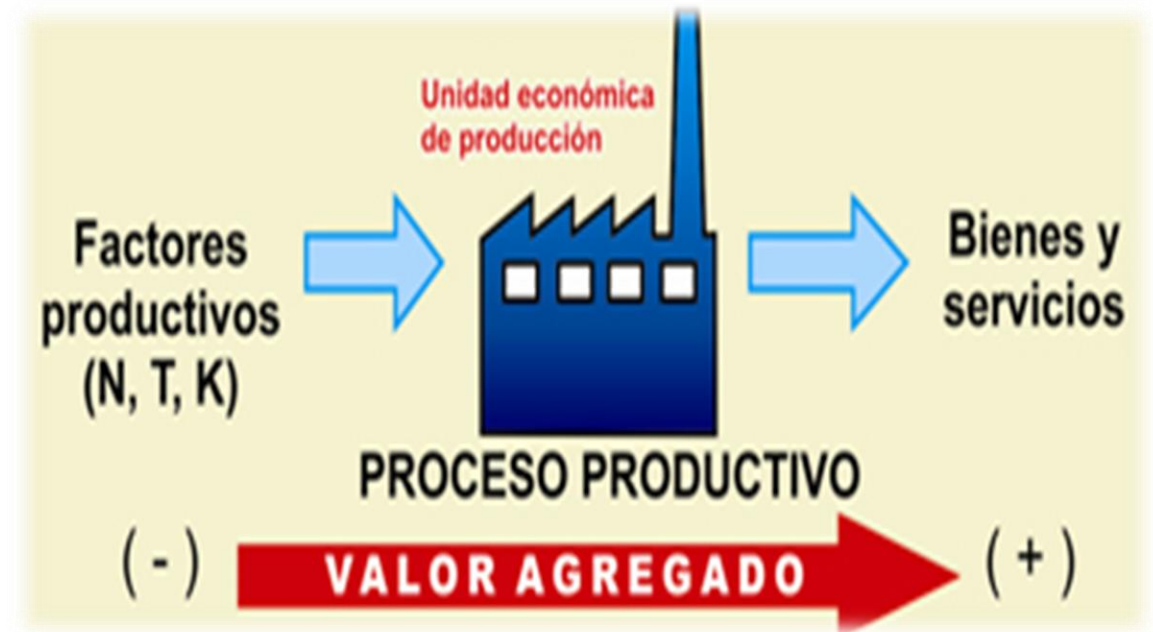 Unidad económica
de producción
Factores
productivos
(N, T, K)
Bienes y
servicios
PROCESO PRODUCTIVO
( - )
VALOR AGREGADO
( + )